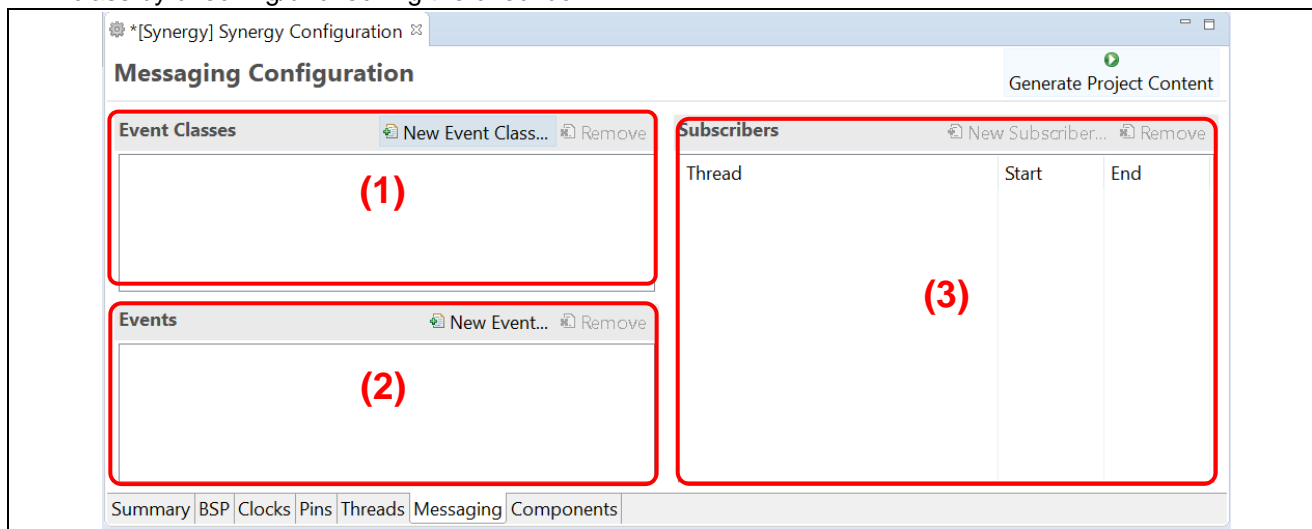 *[Synergy] Synergy Configuration
Messaging Configuration
Generate Project Content
Event Classes New Event Class... Remove
(1)
Events New Event... Remove
(2)
Subscribers New Subscriber... Remove
Thread Start End
(3)
Summary BSP Clocks Pins Threads Messaging Components